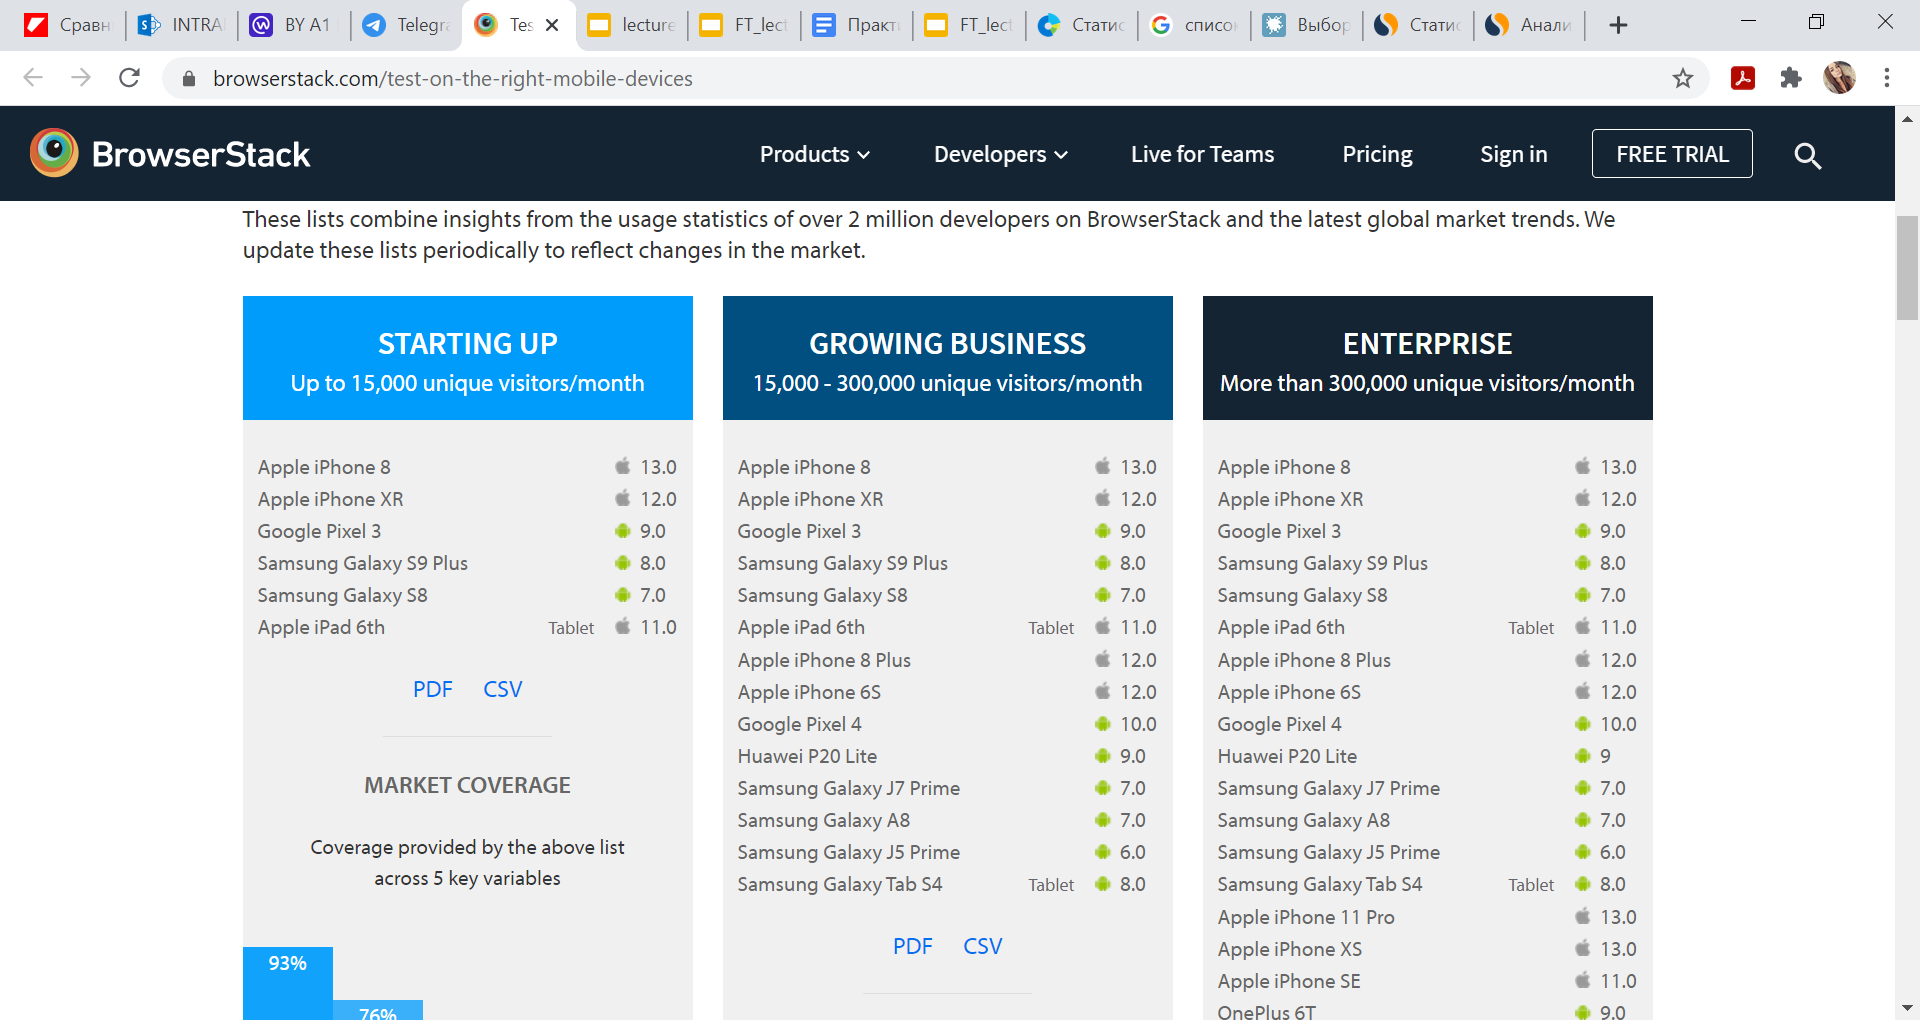 Сравн
INTRA
BY A1
Telegra
Tes
lecture
FT_lect
Практи
FT_lect
Статис
список
Выбор
Статис
Анали
browserstack.com/test-on-the-right-mobile-devices
BrowserStack
Products
Developers
Live for Teams
Pricing
Sign in
FREE TRIAL
These lists combine insights from the usage statistics of over 2 million developers on BrowserStack and the latest global market trends. We
update these lists periodically to reflect changes in the market.
STARTING UP
Up to 15,000 unique visitors/month
Apple iPhone 8 13.0
Apple iPhone XR 12.0
Google Pixel 3 9.0
Samsung Galaxy S9 Plus 8.0
Samsung Galaxy S8 7.0
Apple iPad 6th Tablet 11.0
PDF CSV
MARKET COVERAGE
Coverage provided by the above list
across 5 key variables
93%
76%
GROWING BUSINESS
15,000 - 300,000 unique visitors/month
Apple iPhone 8 13.0
Apple iPhone XR 12.0
Google Pixel 3 9.0
Samsung Galaxy S9 Plus 8.0
Samsung Galaxy S8 7.0
Apple iPad 6th Tablet 11.0
Apple iPhone 8 Plus 12.0
Apple iPhone 6S 12.0
Google Pixel 4 10.0
Huawei P20 Lite 9.0
Samsung Galaxy J7 Prime 7.0
Samsung Galaxy A8 7.0
Samsung Galaxy J5 Prime 6.0
Samsung Galaxy Tab S4 Tablet 8.0
PDF CSV
ENTERPRISE
More than 300,000 unique visitors/month
Apple iPhone 8 13.0
Apple iPhone XR 12.0
Google Pixel 3 9.0
Samsung Galaxy S9 Plus 8.0
Samsung Galaxy S8 7.0
Apple iPad 6th Tablet 11.0
Apple iPhone 8 Plus 12.0
Apple iPhone 6S 12.0
Google Pixel 4 10.0
Huawei P20 Lite 9
Samsung Galaxy J7 Prime 7.0
Samsung Galaxy A8 7.0
Samsung Galaxy J5 Prime 6.0
Samsung Galaxy Tab S4 Tablet 8.0
Apple iPhone 11 Pro 13.0
Apple iPhone XS 13.0
Apple iPhone SE 11.0
OnePlus 6T 9.0